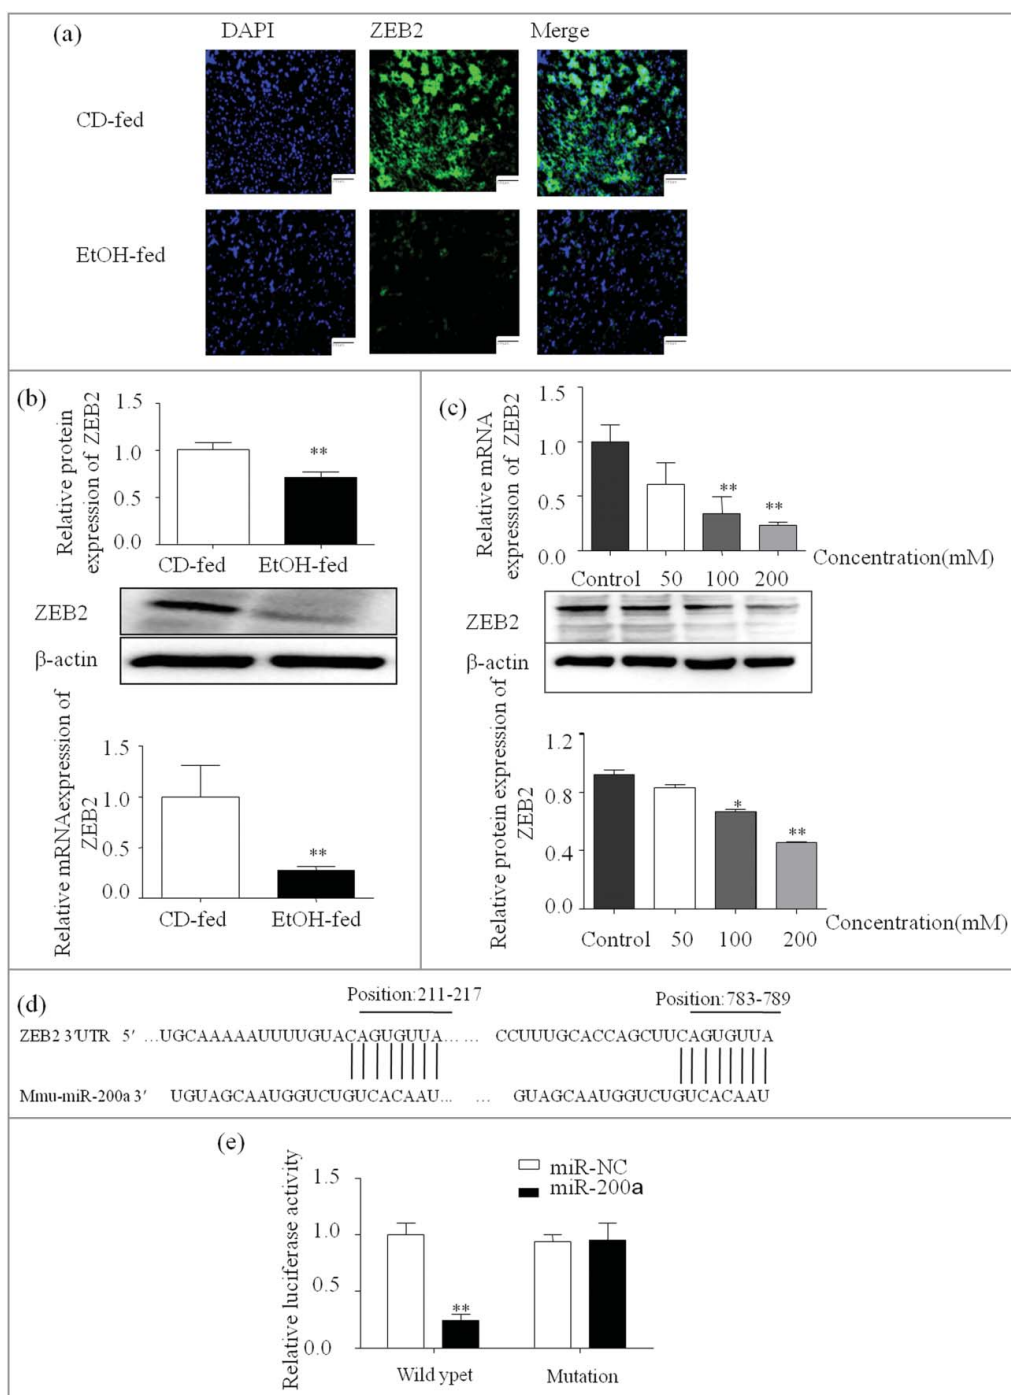 (a)
DAPI ZEB2 Merge
CD-fed
EtOH-fed
(b)
Relative protein
expression of ZEB2
1.5
1.0
0.5
0.0
**
CD-fed EtOH-fed
ZEB2
β-actin
Relative mRNAexpression of
ZEB2
1.5
1.0
0.5
0.0
**
CD-fed EtOH-fed
(c)
Relative mRNA
expression of ZEB2
1.5
1.0
0.5
0.0
**
**
Control 50 100 200
Concentration(mM)
ZEB2
β-actin
Relative protein expression of
ZEB2
1.2
0.8
0.4
0.0
*
**
Control 50 100 200
Concentration(mM)
(d)
Position:211-217 Position:783-789
ZEB2 3′UTR 5′ ...UGCAAAAAUUUUGUACAGUGUUA... ... CCUUUGCACCAGCUUCAGUGUUA
Mmu-miR-200a 3′ UGUAGCAAUGGUCUGUCACAAU... ... GUAGCAAUGGUCUGUCACAAU
(e)
Relative luciferase activity
1.5
1.0
0.5
0.0
miR-NC
miR-200a
**
Wild ypet Mutation